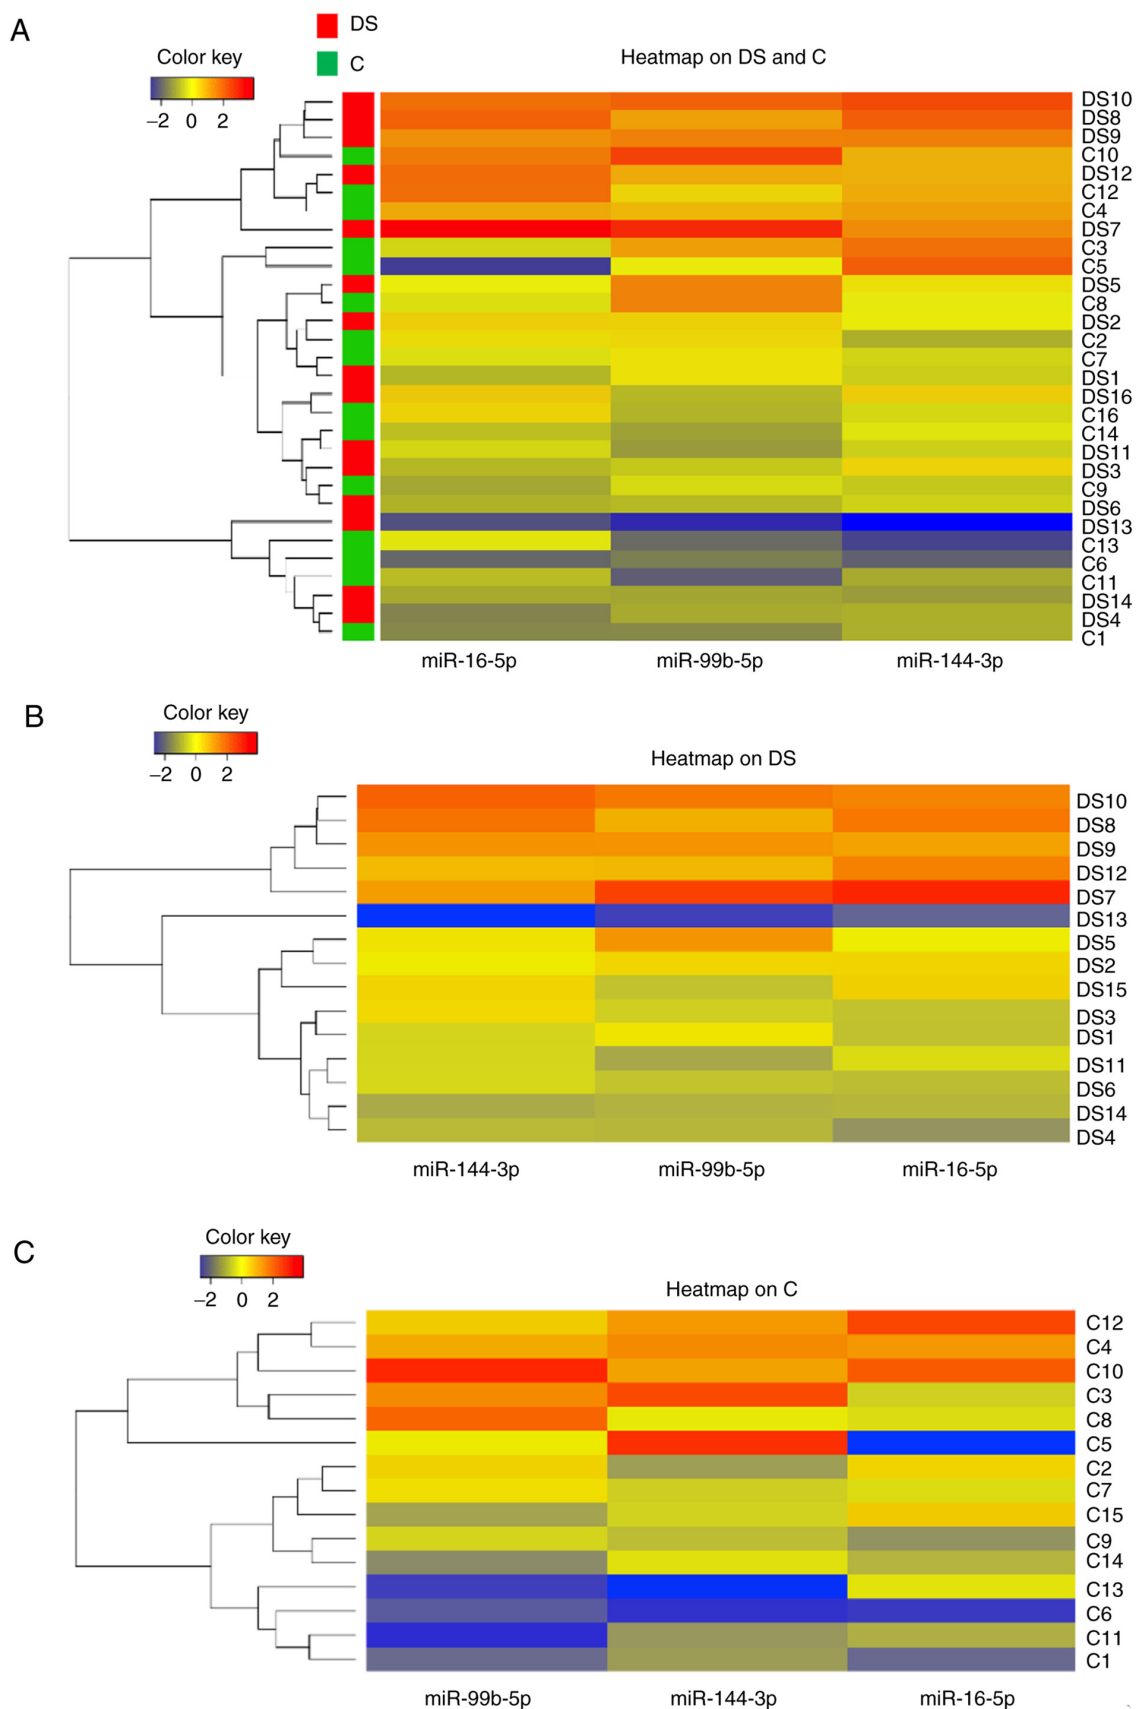 A
DS
C
Color key
−2 0 2
Heatmap on DS and C
DS10
DS8
DS9
C10
DS12
C12
C4
DS7
C3
C5
DS5
C8
DS2
C2
C7
DS1
DS16
C16
C14
DS11
DS3
C9
DS6
DS13
C13
C6
C11
DS14
DS4
C1
miR-16-5p miR-99b-5p miR-144-3p
B
Color key
−2 0 2
Heatmap on DS
DS10
DS8
DS9
DS12
DS7
DS13
DS5
DS2
DS15
DS3
DS1
DS11
DS6
DS14
DS4
miR-144-3p miR-99b-5p miR-16-5p
C
Color key
−2 0 2
Heatmap on C
C12
C4
C10
C3
C8
C5
C2
C7
C15
C9
C14
C13
C6
C11
C1
miR-99b-5p miR-144-3p miR-16-5p